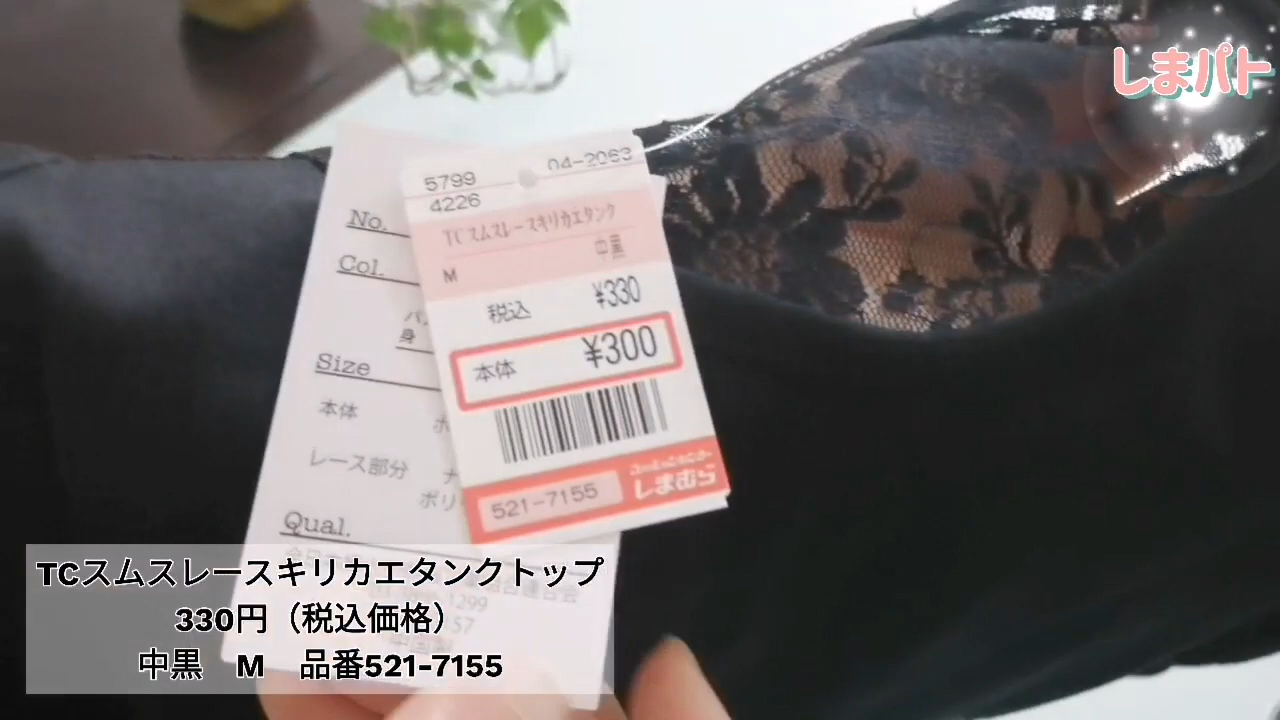 しまパト
5799
04-2063
4226
TCスムスレースキリカエタンク
中黒
M
税込 ¥330
本体 ¥300
521-7155
しまむら
No.
Col.
身
Size
本体
レース部分
ポリ
Qual.
TCスムスレースキリカエタンクトップ
330円（税込価格）
中黒 M 品番521-7155